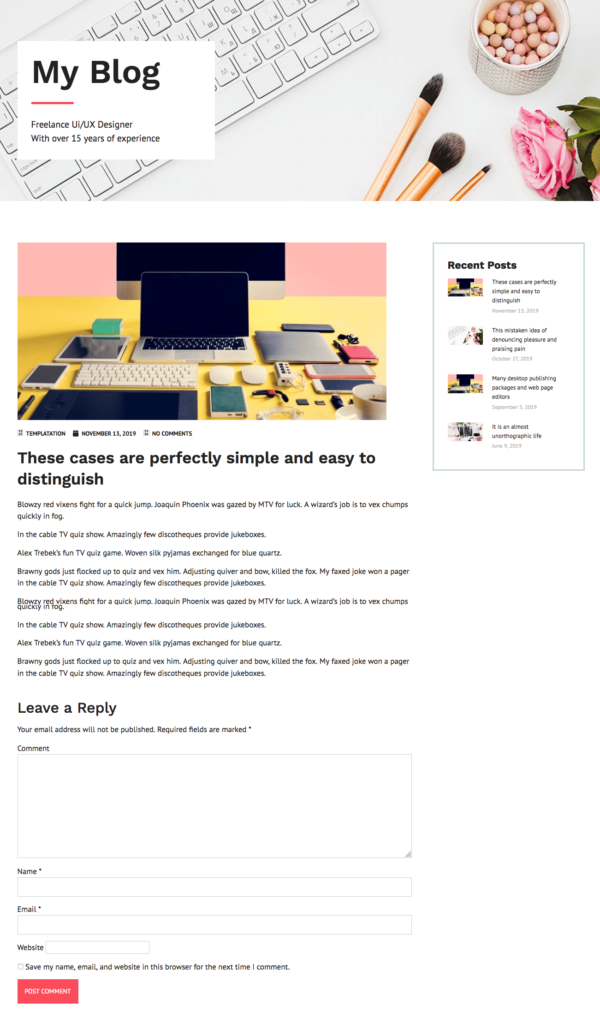 My Blog
Freelance Ui/UX Designer
With over 15 years of experience
TEMPLATATION NOVEMBER 13, 2019 NO COMMENTS
These cases are perfectly simple and easy to
distinguish
Blowzy red vixens fight for a quick jump. Joaquin Phoenix was gazed by MTV for luck. A wizard's job is to vex chumps
quickly in fog.
In the cable TV quiz show. Amazingly few discotheques provide jukeboxes.
Alex Trebek's fun TV quiz game. Woven silk pyjamas exchanged for blue quartz.
Brawny gods just flocked up to quiz and vex him. Adjusting quiver and bow, killed the fox. My faxed joke won a pager
in the cable TV quiz show. Amazingly few discotheques provide jukeboxes.
Blowzy red vixens fight for a quick jump. Joaquin Phoenix was gazed by MTV for luck. A wizard's job is to vex chumps
quickly in fog.
In the cable TV quiz show. Amazingly few discotheques provide jukeboxes.
Alex Trebek's fun TV quiz game. Woven silk pyjamas exchanged for blue quartz.
Brawny gods just flocked up to quiz and vex him. Adjusting quiver and bow, killed the fox. My faxed joke won a pager
in the cable TV quiz show. Amazingly few discotheques provide jukeboxes.
Leave a Reply
Your email address will not be published. Required fields are marked *
Comment
Name *
Email *
Website
Save my name, email, and website in this browser for the next time I comment.
POST COMMENT
Recent Posts
These cases are perfectly
simple and easy to
distinguish
November 13, 2019
This mistaken idea of
denouncing pleasure and
praising pain
October 27, 2019
Many desktop publishing
packages and web page
editors
September 5, 2019
It is an almost
unorthographic life
June 9, 2019